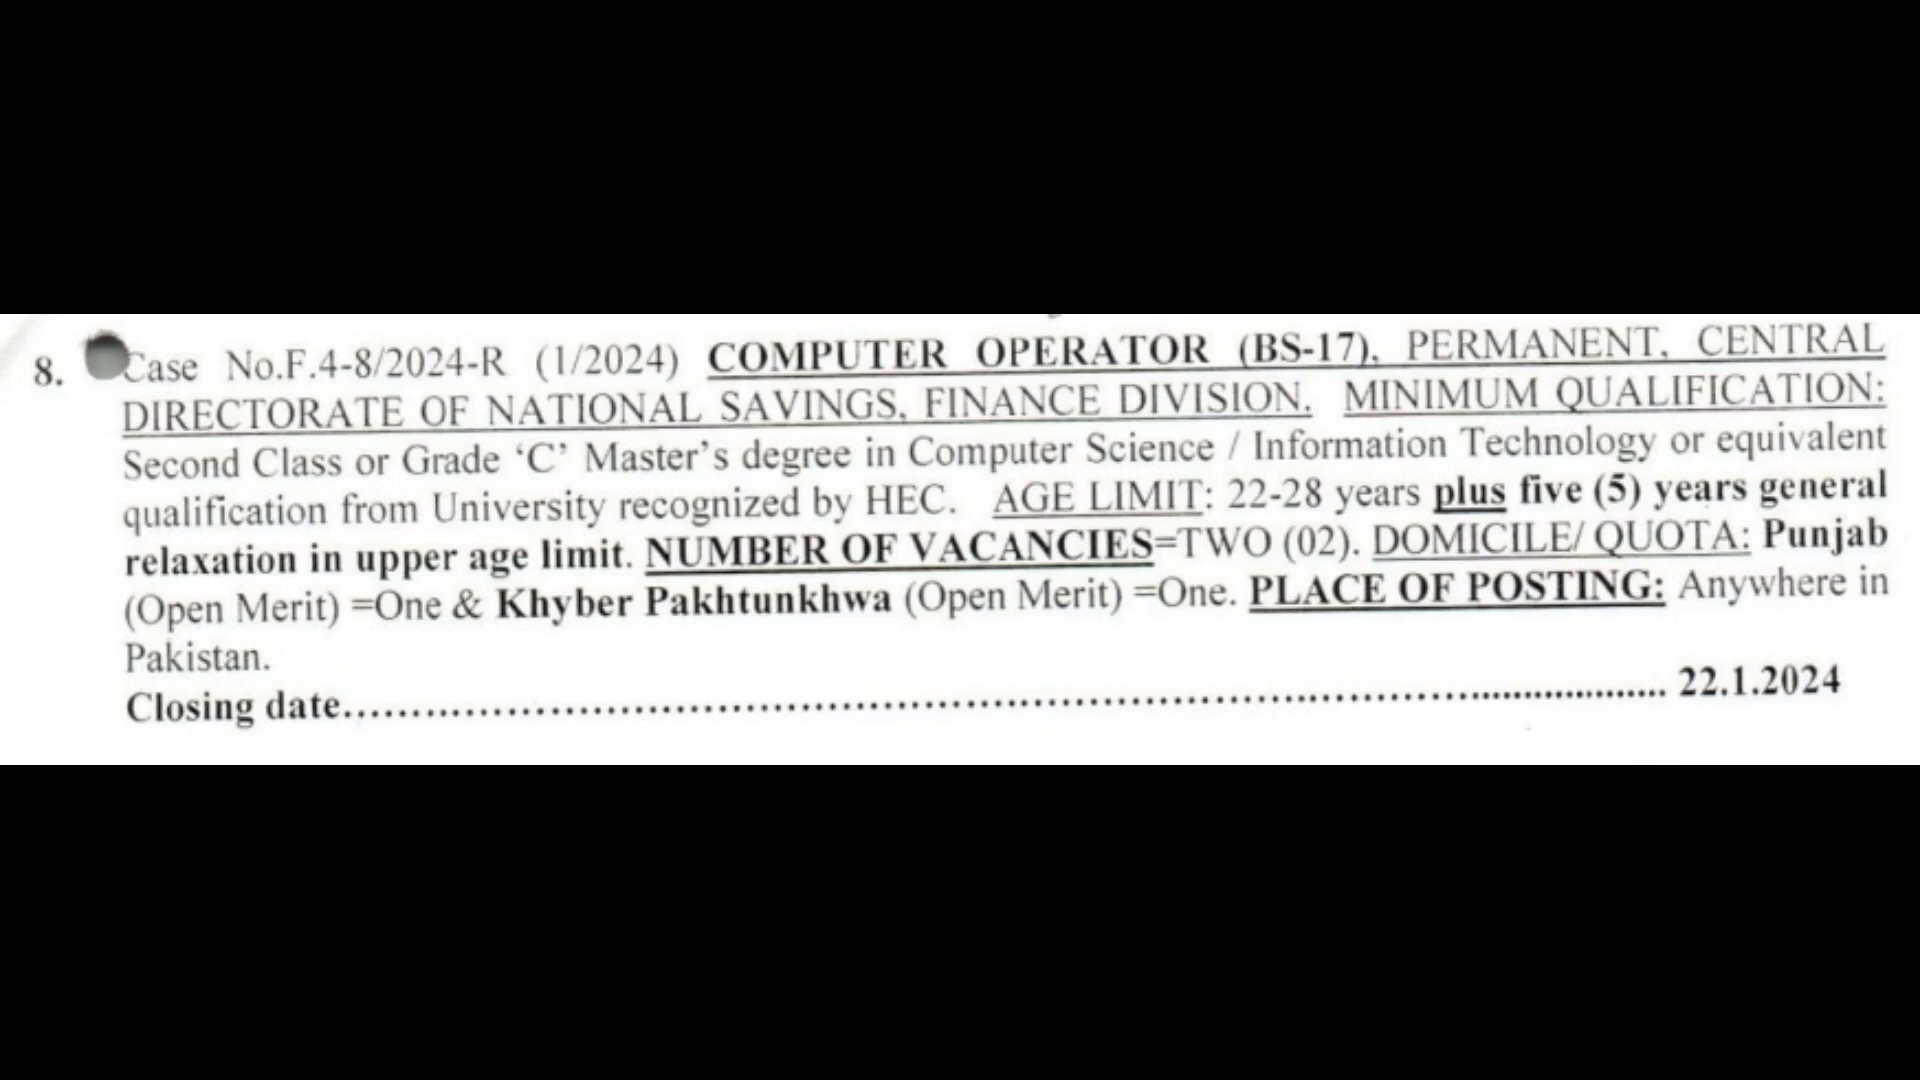 8. Case No.F.4-8/2024-R (1/2024) COMPUTER OPERATOR (BS-17), PERMANENT, CENTRAL
DIRECTORATE OF NATIONAL SAVINGS, FINANCE DIVISION. MINIMUM QUALIFICATION:
Second Class or Grade ‘C’ Master’s degree in Computer Science / Information Technology or equivalent
qualification from University recognized by HEC. AGE LIMIT: 22-28 years plus five (5) years general
relaxation in upper age limit. NUMBER OF VACANCIES=TWO (02). DOMICILE/ QUOTA: Punjab
(Open Merit) =One & Khyber Pakhtunkhwa (Open Merit) =One. PLACE OF POSTING: Anywhere in
Pakistan.
Closing date.......................................................................................... 22.1.2024